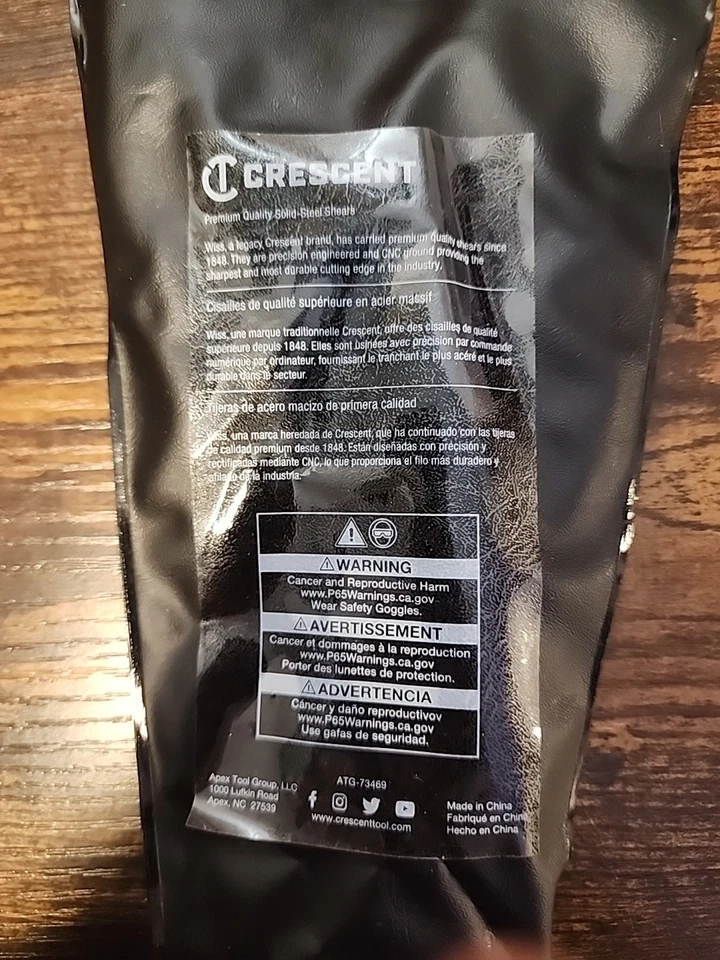 CRESCENT
Premium Quality Solid-Steel Shears
Wiss, a legacy Crescent brand, has carried premium quality shears since
1848. They are precision engineered and CNC ground providing the
sharpest and most durable cutting edge in the industry.
Cisailles de qualité supérieure en acier massif
Wiss, une marque traditionnelle Crescent, offre des cisailles de qualité
supérieure depuis 1848. Elles sont usinées avec précision par commande
numérique par ordinateur, fournissant le tranchant le plus acéré et le plus
durable dans le secteur.
Tijeras de acero macizo de primera calidad
Wiss, una marca heredada de Crescent, que ha continuado con las tijeras
de calidad premium desde 1848. Están diseñadas con precisión y
rectificadas mediante CNC, lo que proporciona el filo más duradero y
afilado de la industria.
⚠WARNING
Cancer and Reproductive Harm
www.P65Warnings.ca.gov
Wear Safety Goggles.
⚠AVERTISSEMENT
Cancer et dommages à la reproduction
www.P65Warnings.ca.gov
Porter des lunettes de protection.
⚠ADVERTENCIA
Cáncer y daño reproductivov
www.P65Warnings.ca.gov
Use gafas de seguridad.
Apex Tool Group, LLC
1000 Lufkin Road
Apex, NC 27539
ATG-73469
www.crescenttool.com
Made in China
Fabriqué en Chine
Hecho en China